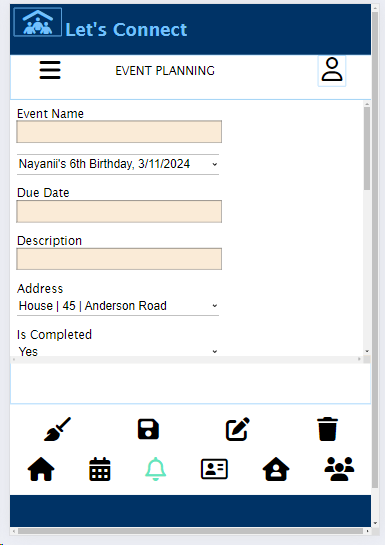 Let's Connect
EVENT PLANNING
Event Name
Nayanii's 6th Birthday, 3/11/2024
Due Date
Description
Address
House | 45 | Anderson Road
Is Completed
Yes